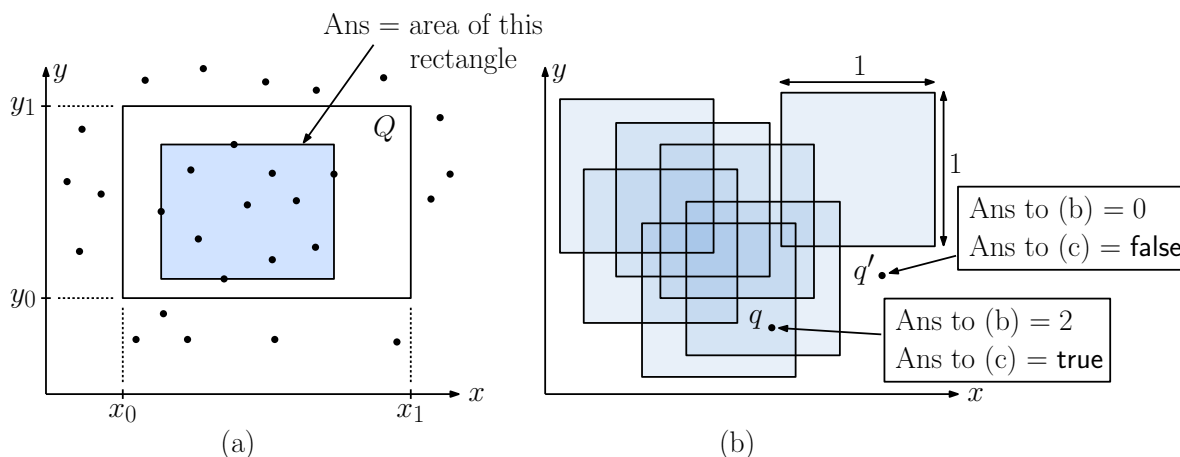 Ans = area of this
rectangle
y
y₁
Q
y₀
x₀
x₁
x
(a)
y
1
1
Ans to (b) = 0
Ans to (c) = false
q′
q
Ans to (b) = 2
Ans to (c) = true
x
(b)